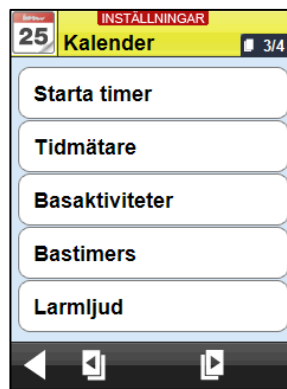 INSTÄLLNINGAR
25
Kalender
3/4
Starta timer
Tidmätare
Basaktiviteter
Bastimers
Larmljud